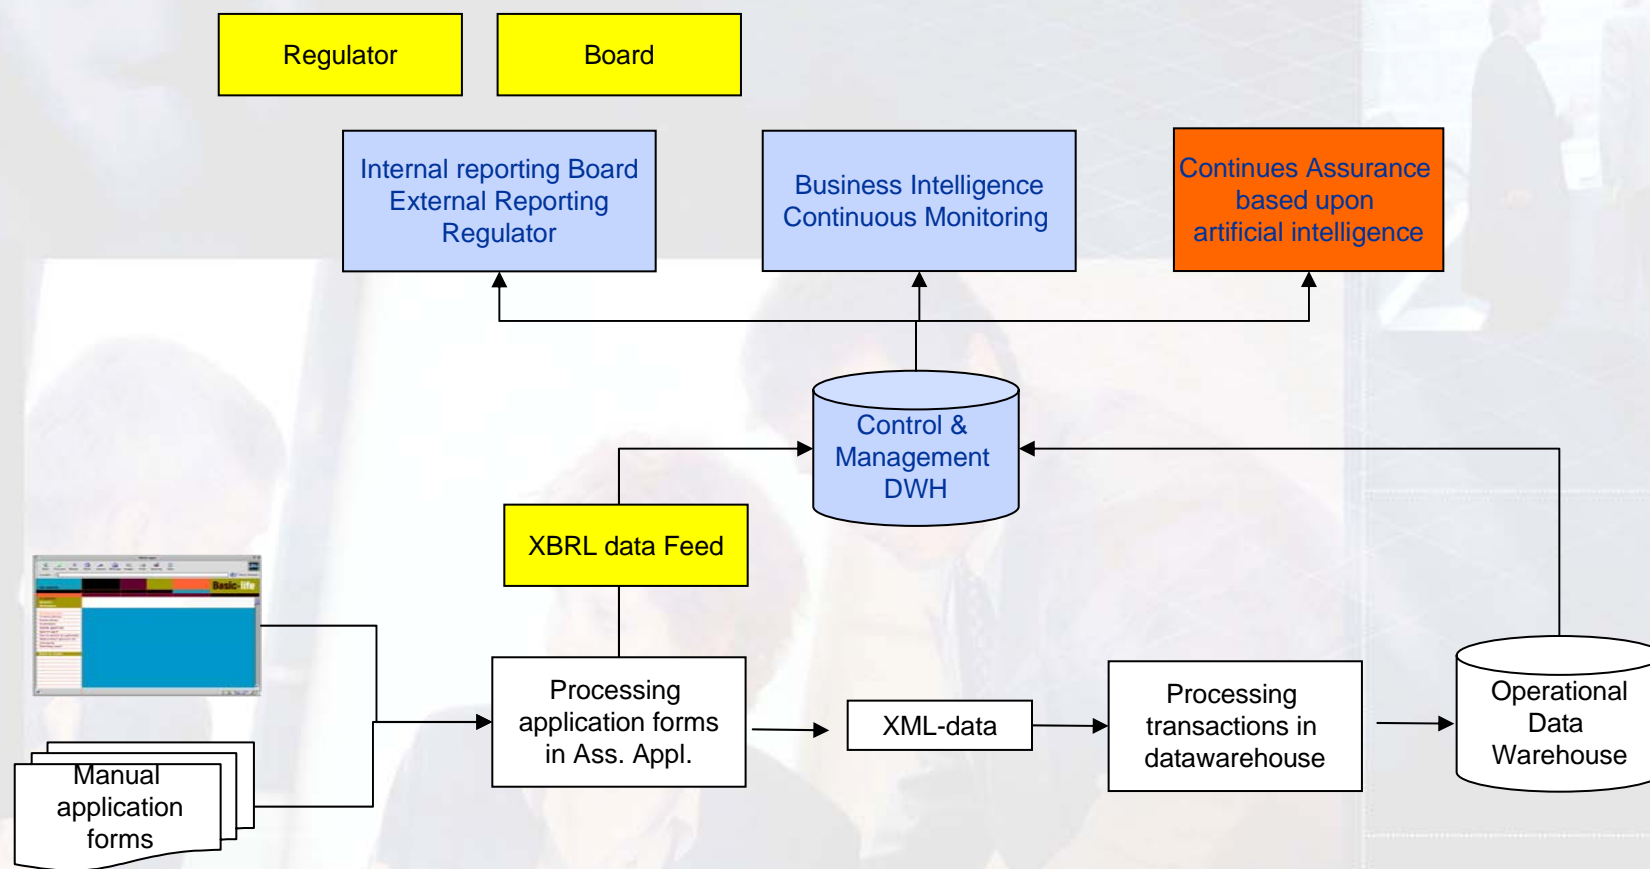 Regulator
Board
Internal reporting Board
External Reporting
Regulator
Business Intelligence
Continuous Monitoring
Continues Assurance
based upon
artificial intelligence
Control &
Management
DWH
XBRL data Feed
Basic-life
Processing
application forms
in Ass. Appl.
XML-data
Processing
transactions in
datawarehouse
Operational
Data
Warehouse
Manual
application
forms